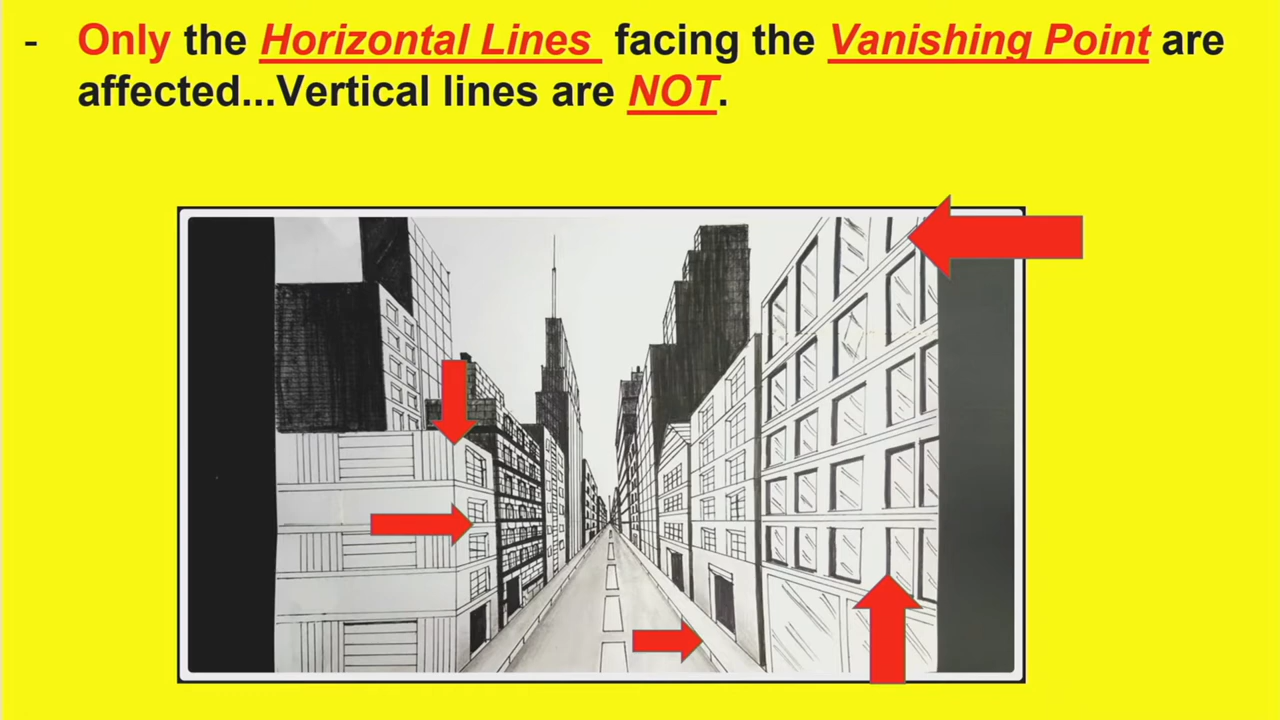 - Only the Horizontal Lines facing the Vanishing Point are
affected...Vertical lines are NOT.